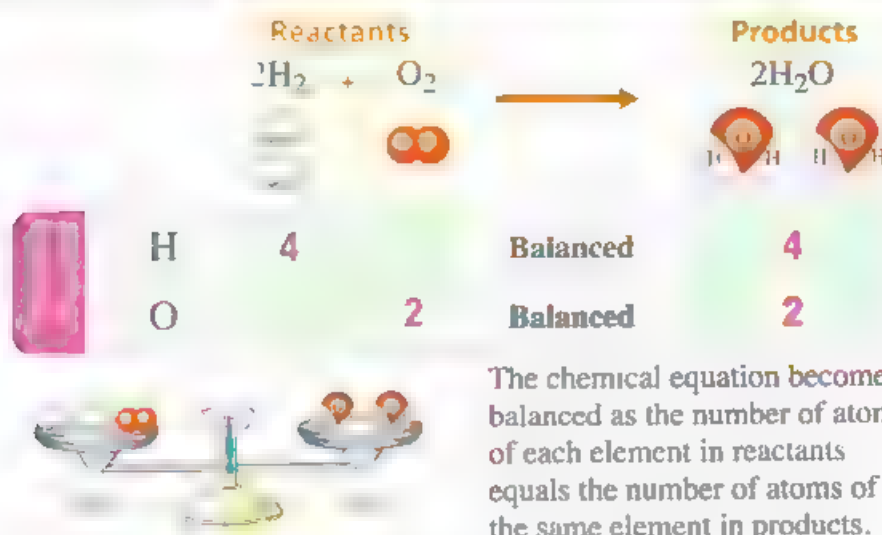 Reactants Products
2H₂ + O₂ 2H₂O
H 4 Balanced 4
O 2 Balanced 2
The chemical equation become
balanced as the number of atom
of each element in reactants
equals the number of atoms of
the same element in products.